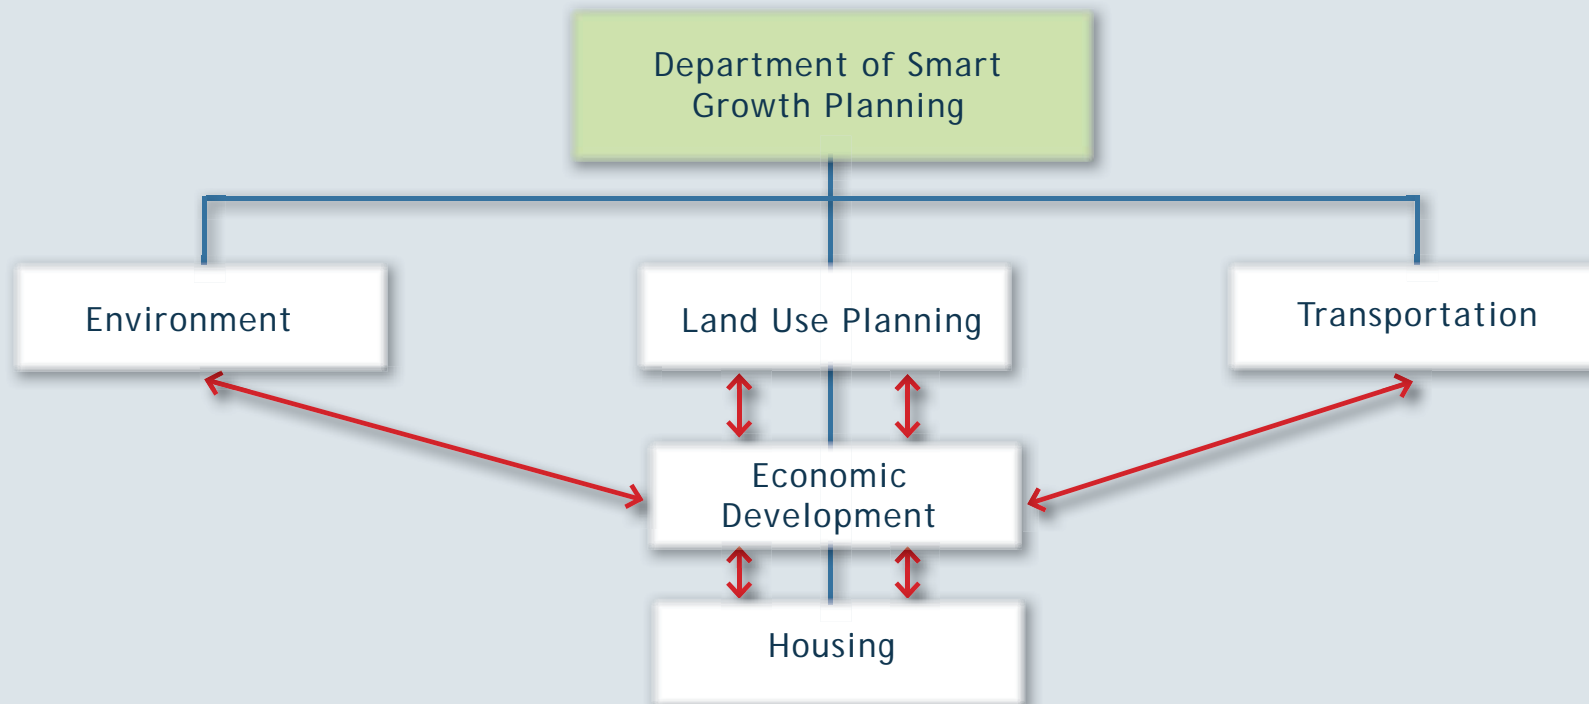 Department of Smart
Growth Planning
Environment
Land Use Planning
Transportation
Economic
Development
Housing